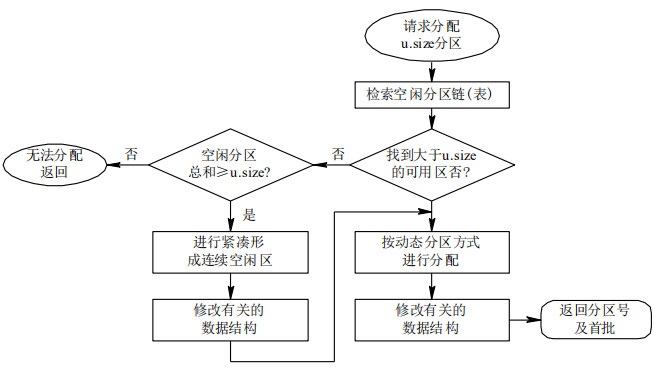 请求分配
u.size分区
检索空闲分区链(表)
找到大于u.size
的可用区否?
否
空闲分区
总和≥u.size?
否
无法分配
返回
是
进行紧凑形
成连续空闲区
修改有关的
数据结构
按动态分区方式
进行分配
修改有关的
数据结构
返回分区号
及首批